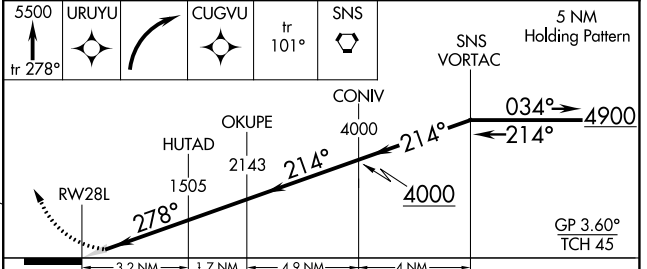 5500
tr 278°
URUYU
CUGVU
tr
101°
SNS
5 NM
Holding Pattern
SNS
VORTAC
034°
4900
214°
CONIV
4000
214°
4000
OKUPE
2143
214°
HUTAD
1505
278°
RW28L
GP 3.60°
TCH 45
3.2 NM
1.7 NM
4.9 NM
4 NM